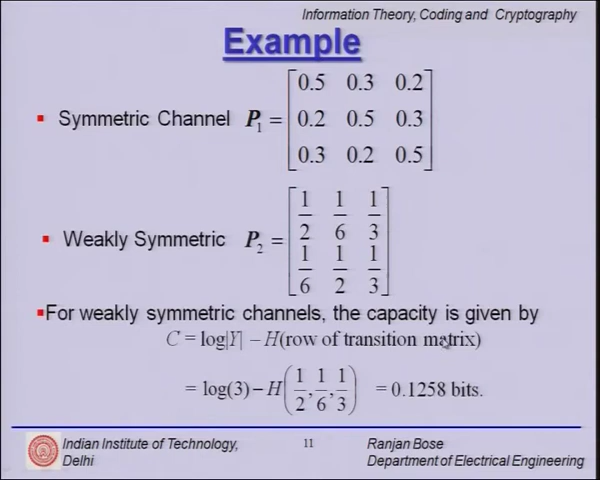 Information Theory, Coding and Cryptography
Example
Symmetric Channel P₁ = [0.5 0.3 0.2
0.2 0.5 0.3
0.3 0.2 0.5]
Weakly Symmetric P₂ = [1/2 1/6 1/3
1/6 1/2 1/3]
For weakly symmetric channels, the capacity is given by
C = log|Y| – H(row of transition matrix)
= log(3) – H(1/2, 1/6, 1/3) = 0.1258 bits.
Indian Institute of Technology, 11 Ranjan Bose
Delhi Department of Electrical Engineering